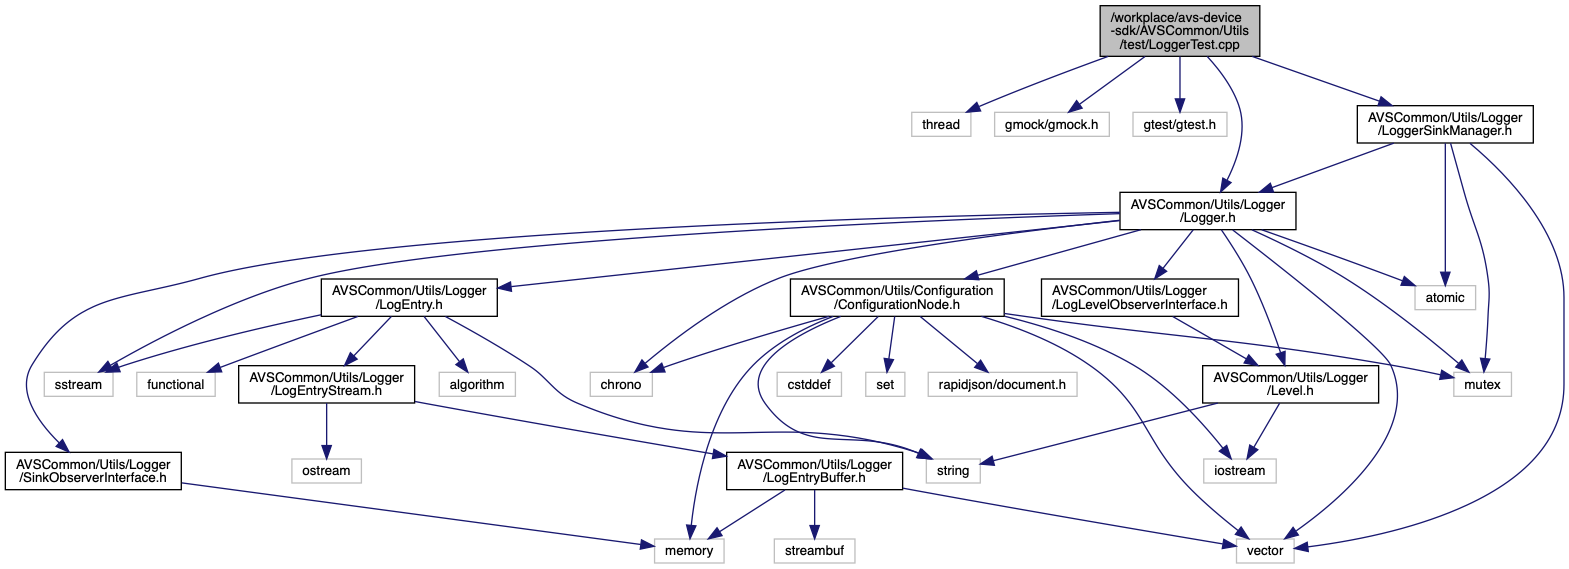 /workplace/avs-device
-sdk/AVSCommon/Utils
/test/LoggerTest.cpp
thread
gmock/gmock.h
gtest/gtest.h
AVSCommon/Utils/Logger
/LoggerSinkManager.h
AVSCommon/Utils/Logger
/Logger.h
AVSCommon/Utils/Logger
/LogEntry.h
AVSCommon/Utils/Configuration
/ConfigurationNode.h
AVSCommon/Utils/Logger
/LogLevelObserverInterface.h
atomic
sstream
functional
AVSCommon/Utils/Logger
/LogEntryStream.h
algorithm
chrono
cstddef
set
rapidjson/document.h
AVSCommon/Utils/Logger
/Level.h
mutex
AVSCommon/Utils/Logger
/SinkObserverInterface.h
ostream
AVSCommon/Utils/Logger
/LogEntryBuffer.h
string
iostream
memory
streambuf
vector